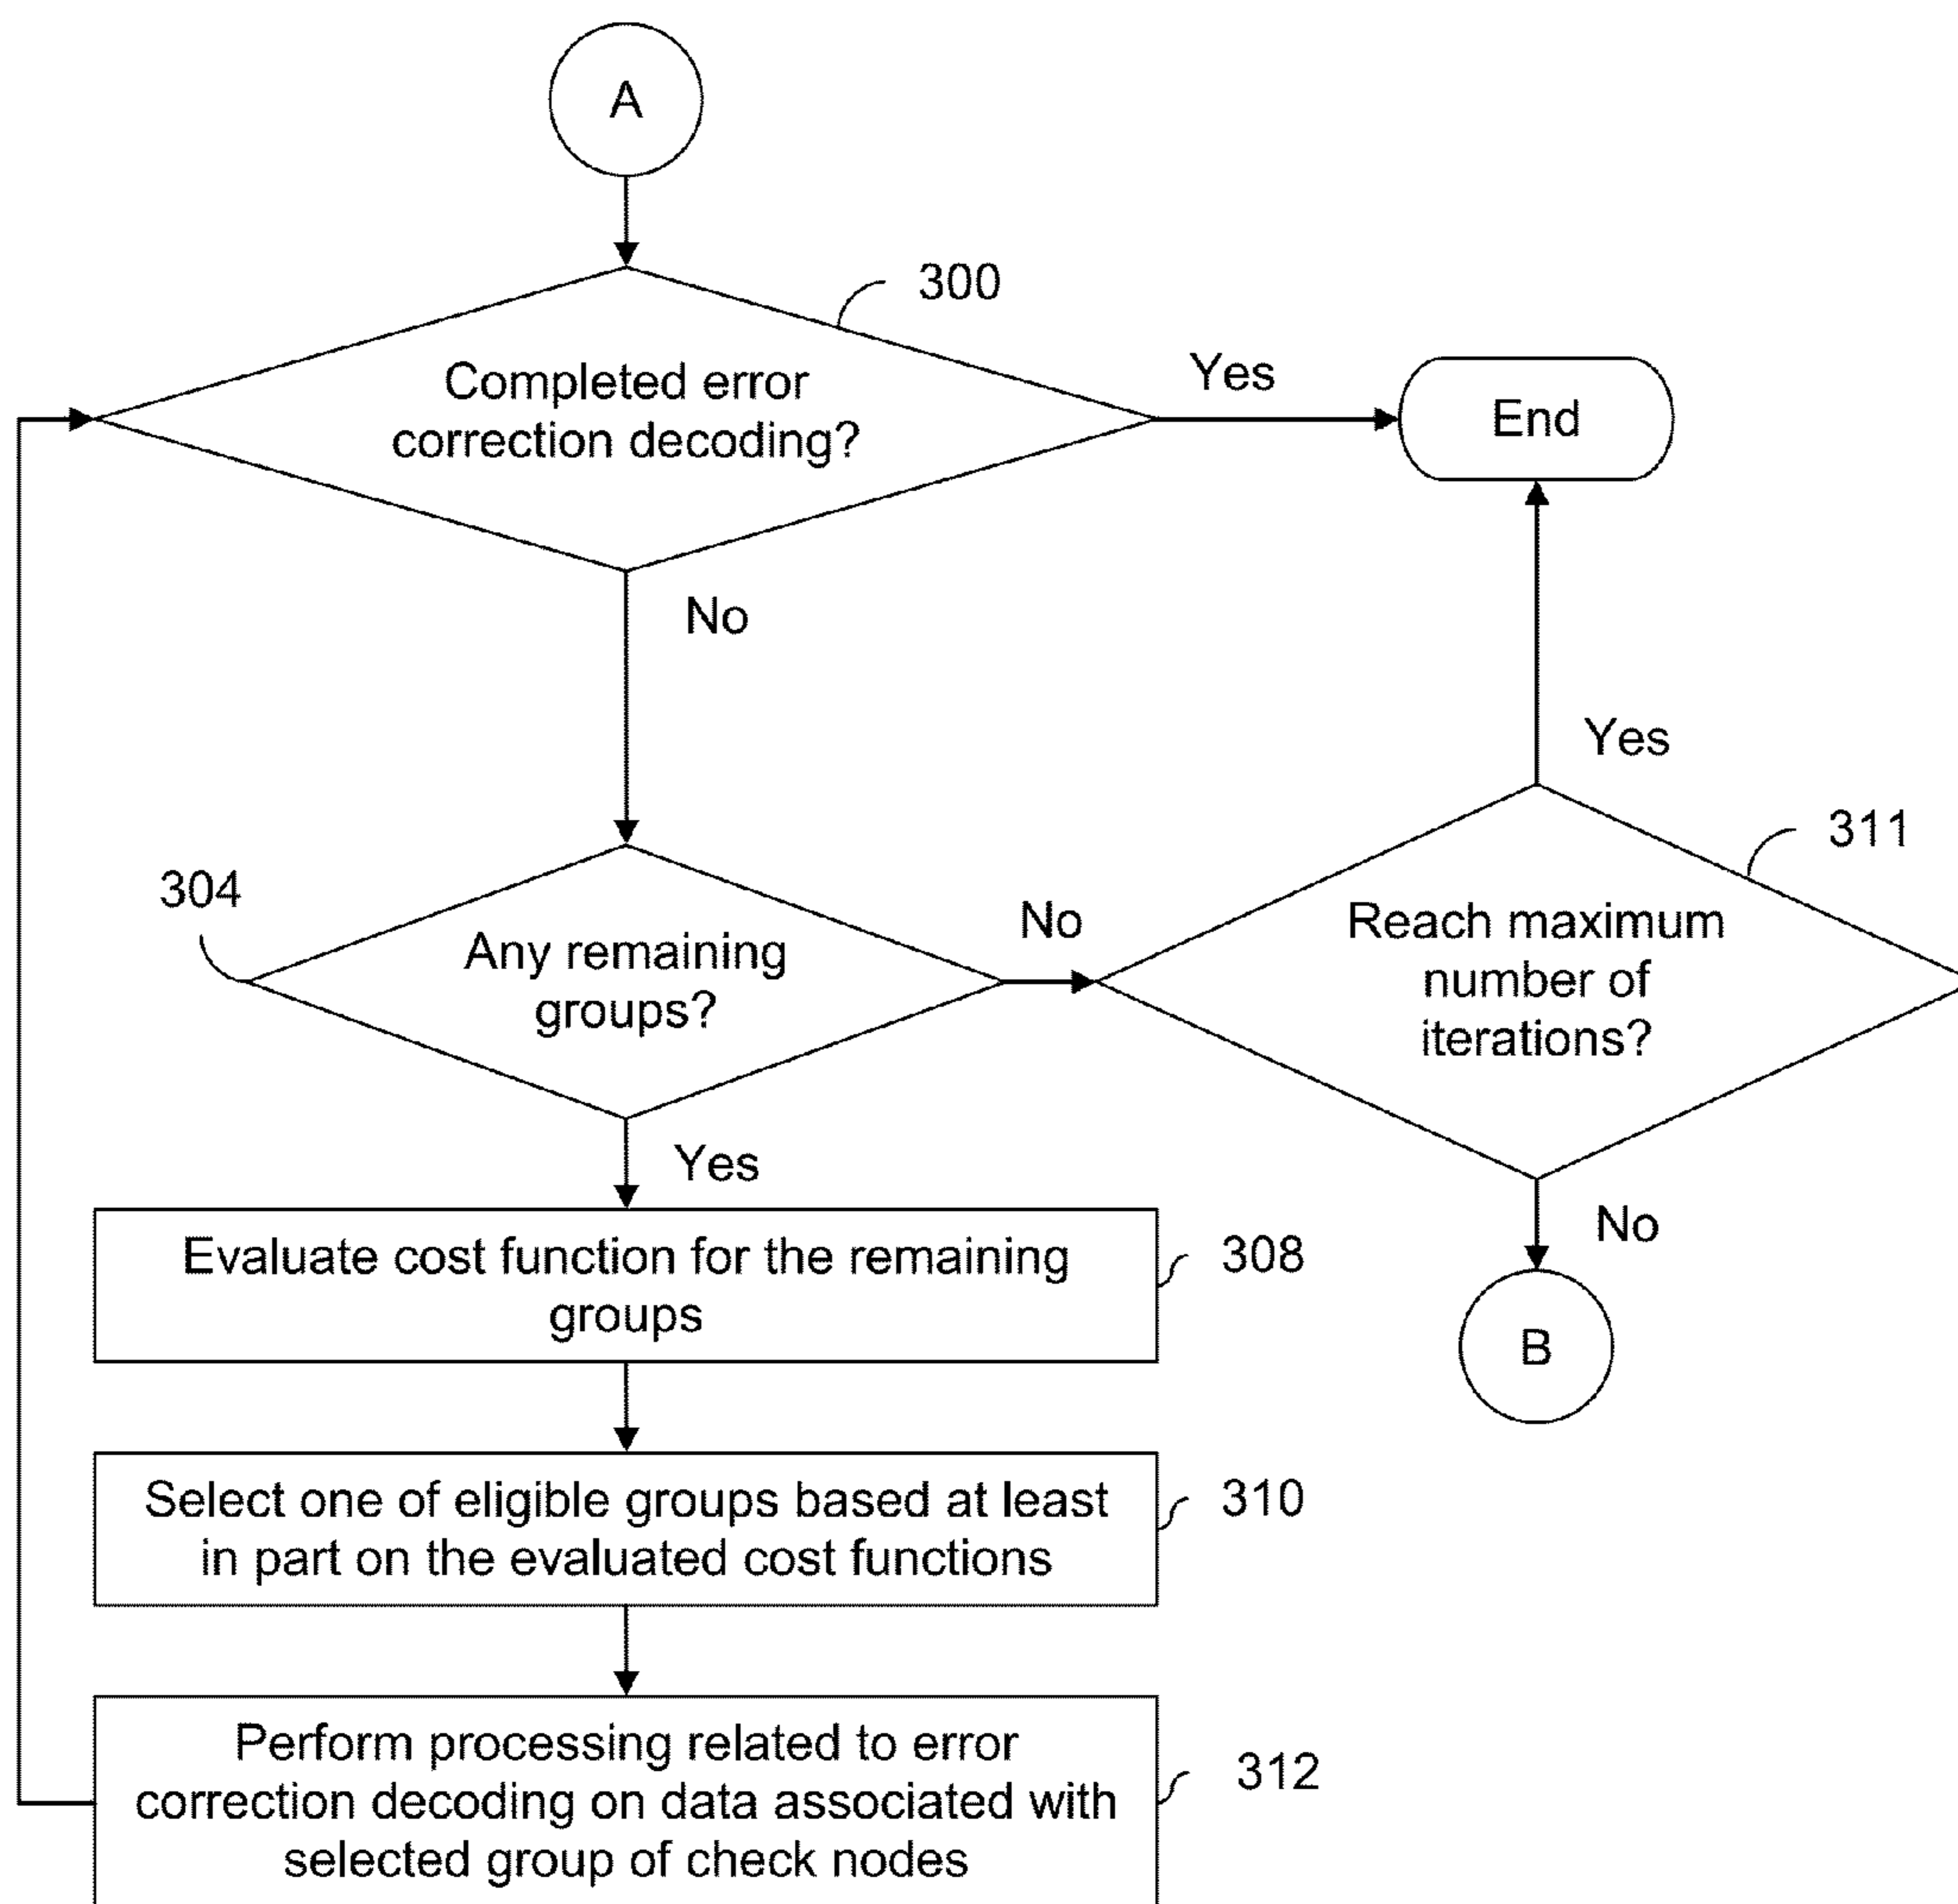 A
300
Completed error
correction decoding?
Yes
End
No
304
Any remaining
groups?
No
Yes
311
Reach maximum
number of
iterations?
Yes
No
B
Evaluate cost function for the remaining
groups
308
Select one of eligible groups based at least
in part on the evaluated cost functions
310
Perform processing related to error
correction decoding on data associated with
selected group of check nodes
312